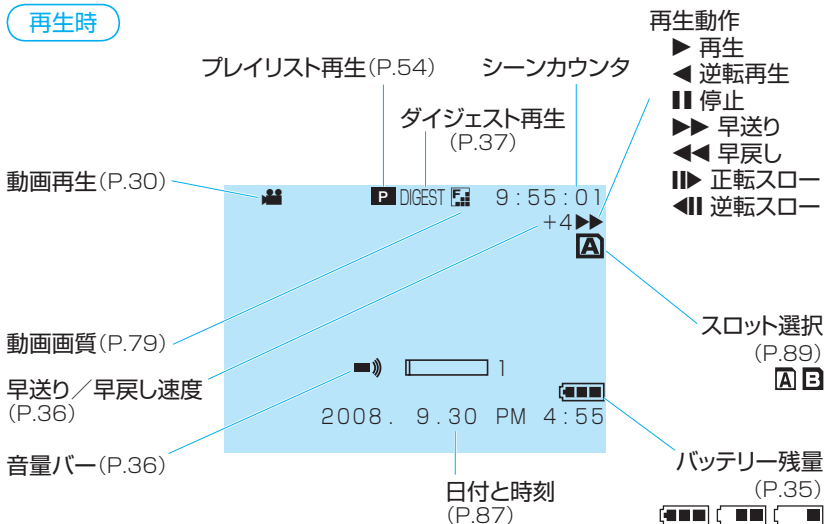 再生時
再生動作
▶ 再生
◀ 逆転再生
❚❚ 停止
▶▶ 早送り
◀◀ 早戻し
❚❚▶ 正転スロー
◀❚❚ 逆転スロー
プレイリスト再生(P.54)
シーンカウンタ
ダイジェスト再生
(P.37)
動画再生(P.30)
P DIGEST F 9:55:01
+4▶▶
A
動画画質(P.79)
スロット選択
(P.89)
A B
早送り／早戻し速度
(P.36)
1
2008. 9.30 PM 4:55
音量バー(P.36)
バッテリー残量
(P.35)
日付と時刻
(P.87)